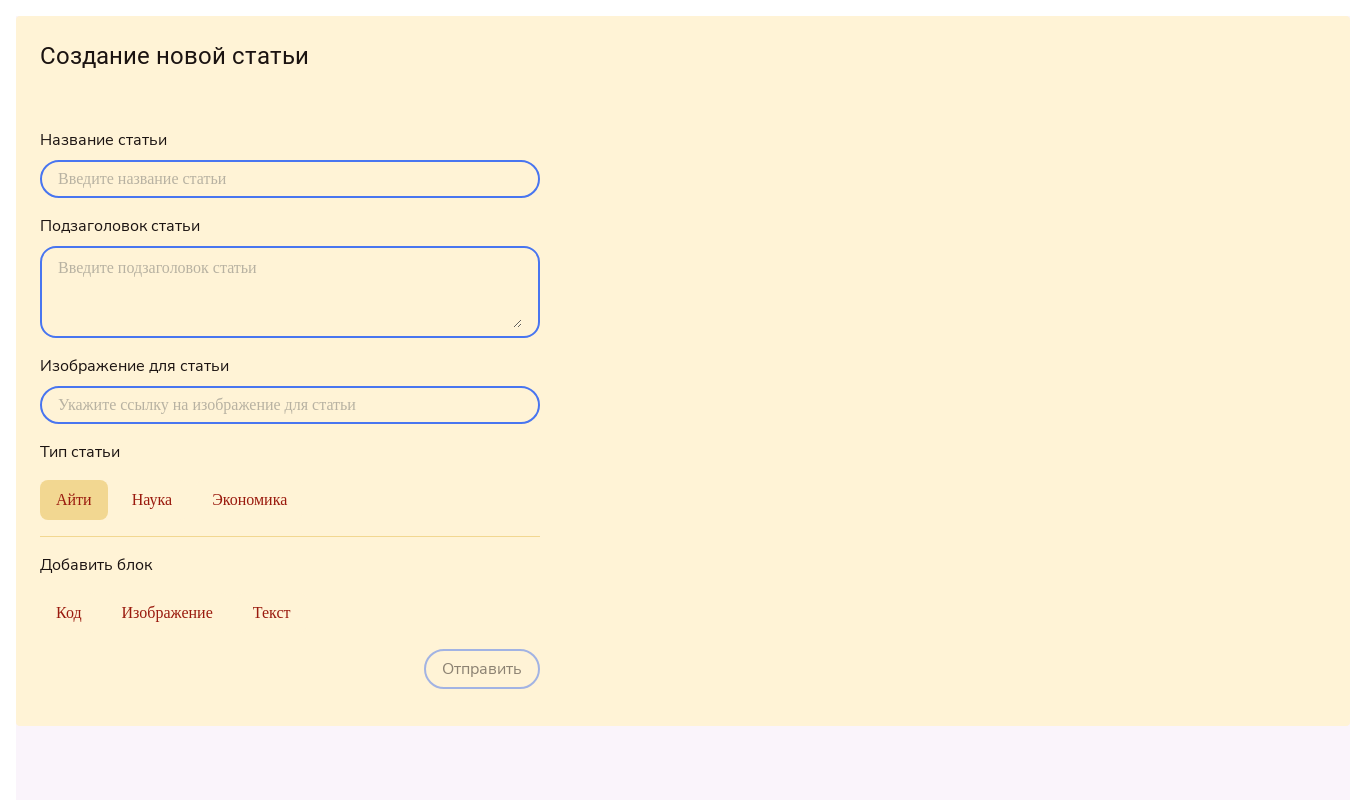 Создание новой статьи
Название статьи
Введите название статьи
Подзаголовок статьи
Введите подзаголовок статьи
Изображение для статьи
Укажите ссылку на изображение для статьи
Тип статьи
Айти Наука Экономика
Добавить блок
Код Изображение Текст
Отправить